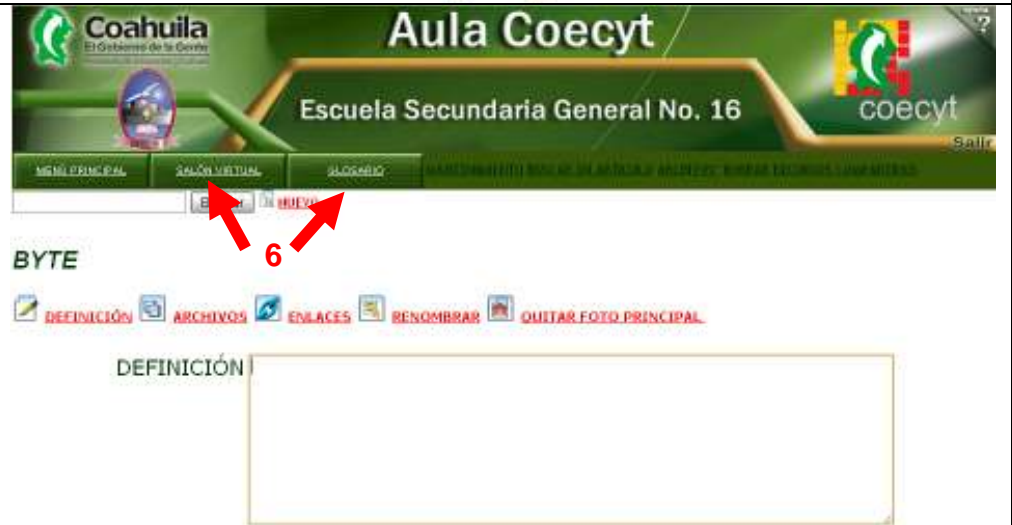 Coahuila
Aula Coecyt
El Gobierno de la Gente
?
Escuela Secundaria General No. 16
coecyt
Salir
MENÚ PRINCIPAL SALÓN VIRTUAL GLOSARIO
NUEVO
6
BYTE
DEFINICIÓN ARCHIVOS ENLACES RENOMBRAR QUITAR FOTO PRINCIPAL
DEFINICIÓN